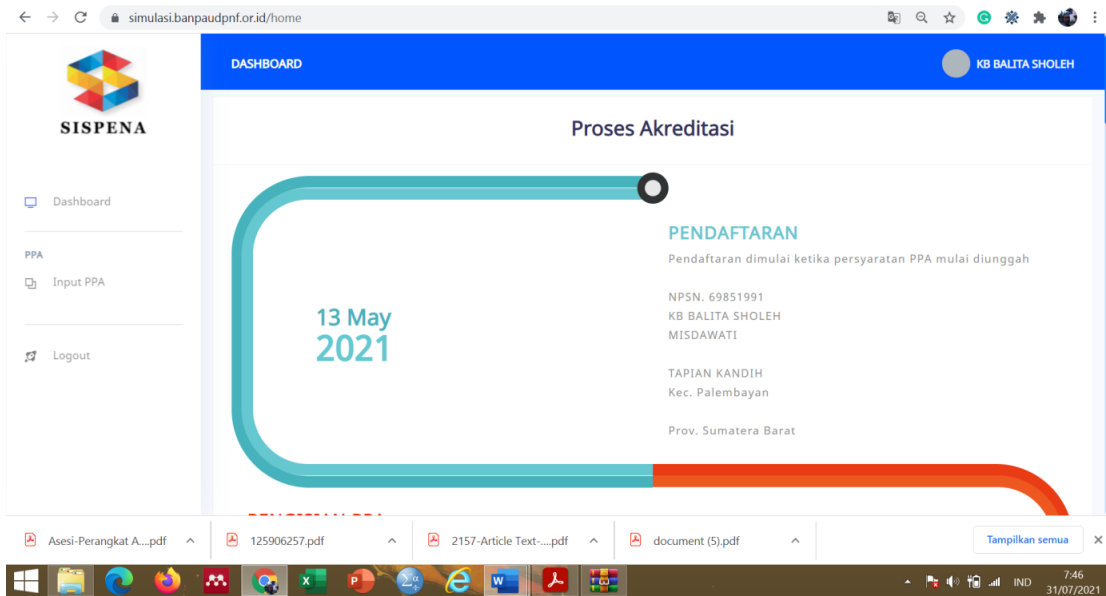 simulasi.banpaudpnf.or.id/home
SISPENA
DASHBOARD
KB BALITA SHOLEH
Proses Akreditasi
Dashboard
PPA
Input PPA
Logout
13 May
2021
PENDAFTARAN
Pendaftaran dimulai ketika persyaratan PPA mulai diunggah
NPSN. 69851991
KB BALITA SHOLEH
MISDAWATI
TAPIAN KANDIH
Kec. Palembayan
Prov. Sumatera Barat
Asesi-Perangkat A....pdf
125906257.pdf
2157-Article Text-....pdf
document (5).pdf
Tampilkan semua
IND
7:46
31/07/2021